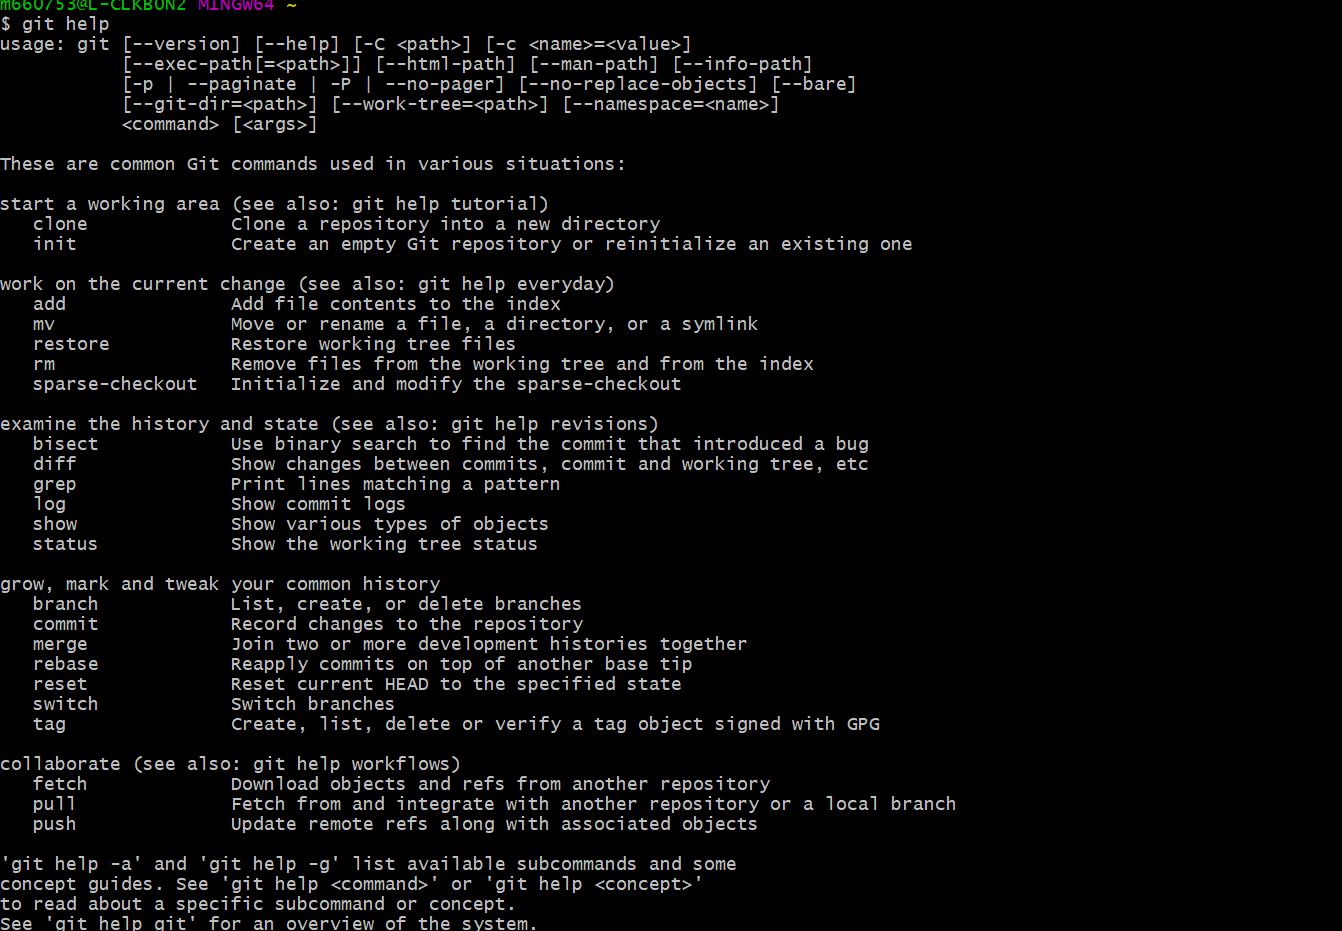 m660753@L-CLKB0N2 MINGW64 ~
$ git help
usage: git [--version] [--help] [-C <path>] [-c <name>=<value>]
           [--exec-path[=<path>]] [--html-path] [--man-path] [--info-path]
           [-p | --paginate | -P | --no-pager] [--no-replace-objects] [--bare]
           [--git-dir=<path>] [--work-tree=<path>] [--namespace=<name>]
           <command> [<args>]

These are common Git commands used in various situations:

start a working area (see also: git help tutorial)
   clone             Clone a repository into a new directory
   init              Create an empty Git repository or reinitialize an existing one

work on the current change (see also: git help everyday)
   add               Add file contents to the index
   mv                Move or rename a file, a directory, or a symlink
   restore           Restore working tree files
   rm                Remove files from the working tree and from the index
   sparse-checkout   Initialize and modify the sparse-checkout

examine the history and state (see also: git help revisions)
   bisect            Use binary search to find the commit that introduced a bug
   diff              Show changes between commits, commit and working tree, etc
   grep              Print lines matching a pattern
   log               Show commit logs
   show              Show various types of objects
   status            Show the working tree status

grow, mark and tweak your common history
   branch            List, create, or delete branches
   commit            Record changes to the repository
   merge             Join two or more development histories together
   rebase            Reapply commits on top of another base tip
   reset             Reset current HEAD to the specified state
   switch            Switch branches
   tag               Create, list, delete or verify a tag object signed with GPG

collaborate (see also: git help workflows)
   fetch             Download objects and refs from another repository
   pull              Fetch from and integrate with another repository or a local branch
   push              Update remote refs along with associated objects

'git help -a' and 'git help -g' list available subcommands and some
concept guides. See 'git help <command>' or 'git help <concept>'
to read about a specific subcommand or concept.
See 'git help git' for an overview of the system.